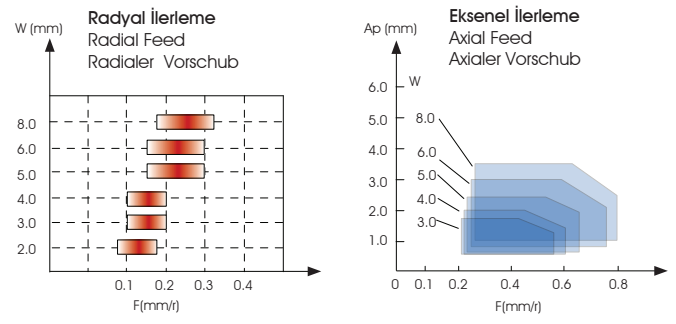 W (mm)
Radyal İlerleme
Radial Feed
Radialer Vorschub
8.0
6.0
5.0
4.0
3.0
2.0
0.1 0.2 0.3 0.4
F(mm/r)
Ap (mm)
Eksenel İlerleme
Axial Feed
Axialer Vorschub
6.0
5.0
4.0
3.0
2.0
1.0
W
8.0
6.0
5.0
4.0
3.0
0 0.1 0.2 0.4 0.6 0.8
F(mm/r)